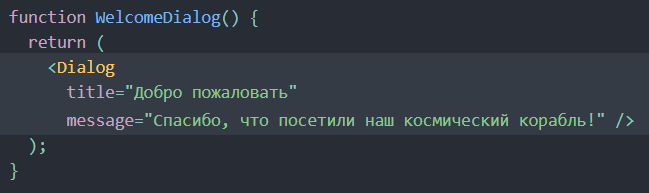 function WelcomeDialog() {
  return (
    <Dialog
      title="Добро пожаловать"
      message="Спасибо, что посетили наш космический корабль!" />
  );
}